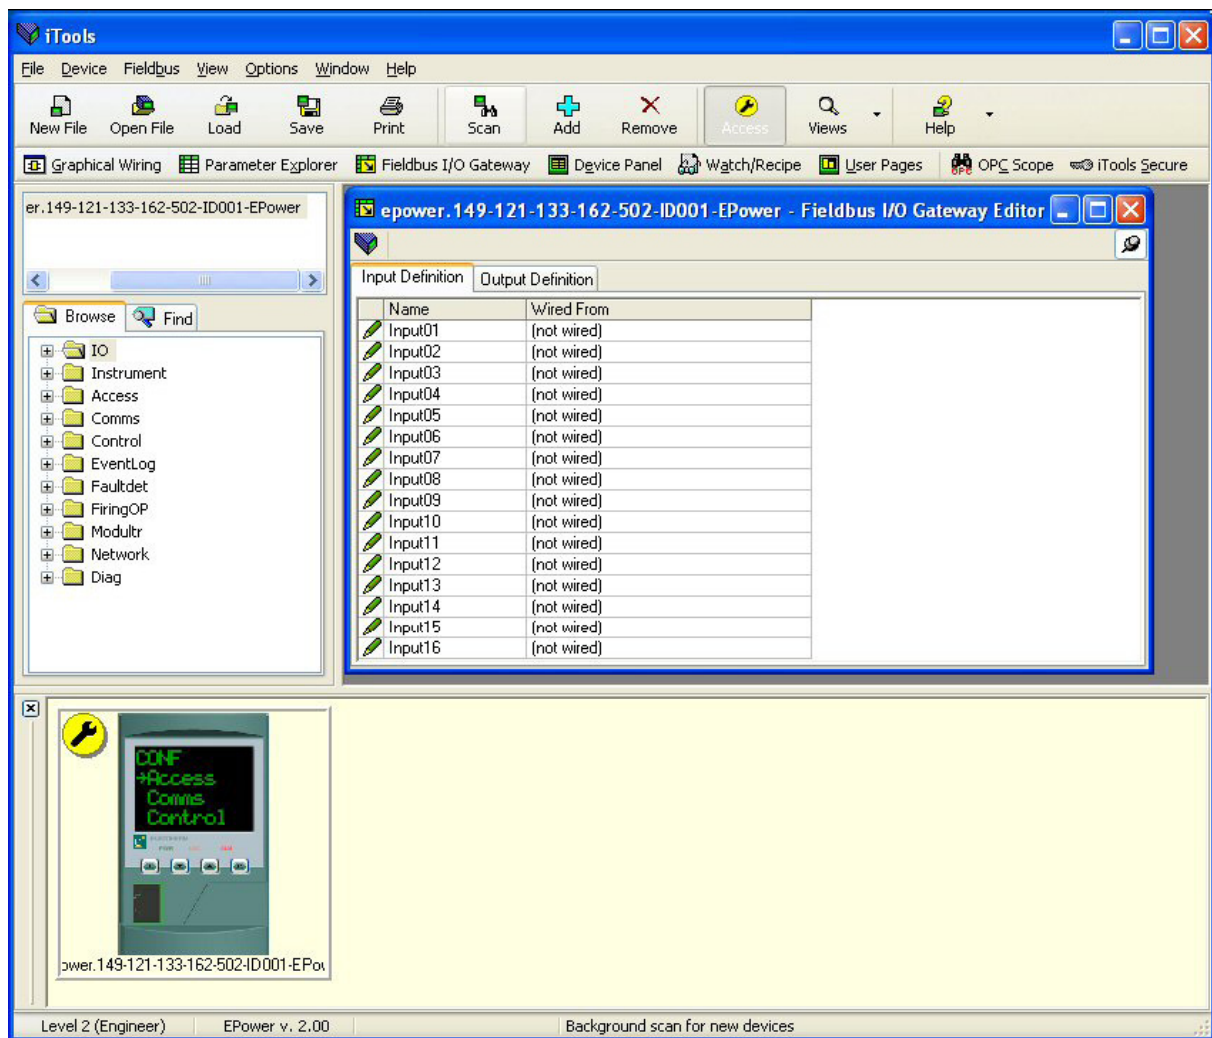 iTools
File Device Fieldbus View Options Window Help
New File Open File Load Save Print Scan Add Remove Access Views Help
Graphical Wiring Parameter Explorer Fieldbus I/O Gateway Device Panel Watch/Recipe User Pages OPC Scope iTools Secure
er.149-121-133-162-502-ID001-EPower
Browse Find
IO
Instrument
Access
Comms
Control
EventLog
Faultdet
FiringOP
Modultr
Network
Diag
epower.149-121-133-162-502-ID001-EPower - Fieldbus I/O Gateway Editor
Input Definition Output Definition
Name Wired From
Input01 (not wired)
Input02 (not wired)
Input03 (not wired)
Input04 (not wired)
Input05 (not wired)
Input06 (not wired)
Input07 (not wired)
Input08 (not wired)
Input09 (not wired)
Input10 (not wired)
Input11 (not wired)
Input12 (not wired)
Input13 (not wired)
Input14 (not wired)
Input15 (not wired)
Input16 (not wired)
CONF
→Access
Comms
Control
ower.149-121-133-162-502-ID001-EPow
Level 2 (Engineer) EPower v. 2.00 Background scan for new devices